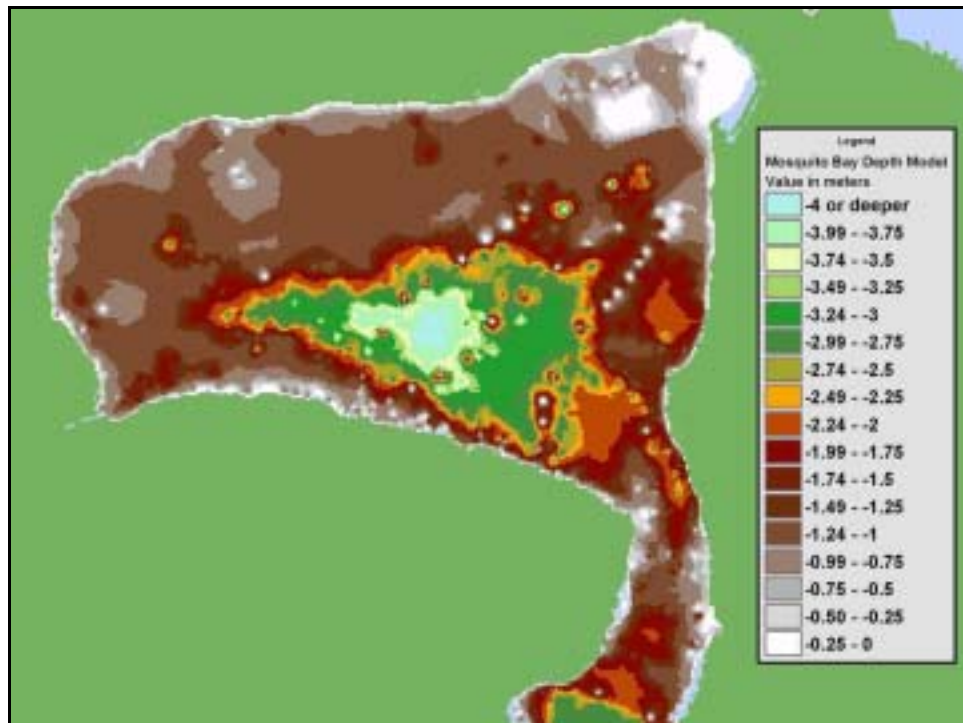 Legend
Mosquito Bay Depth Model
Value in meters
-4 or deeper
-3.99 - -3.75
-3.74 - -3.5
-3.49 - -3.25
-3.24 - -3
-2.99 - -2.75
-2.74 - -2.5
-2.49 - -2.25
-2.24 - -2
-1.99 - -1.75
-1.74 - -1.5
-1.49 - -1.25
-1.24 - -1
-0.99 - -0.75
-0.75 - -0.5
-0.50 - -0.25
-0.25 - 0